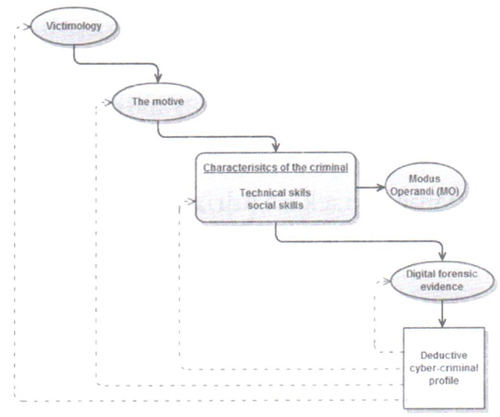 Victimology
The motive
Characterisitcs of the criminal
Technical skils
social skills
Modus
Operandi (MO)
Digital forensic
evidence
Deductive
cyber-criminal
profile